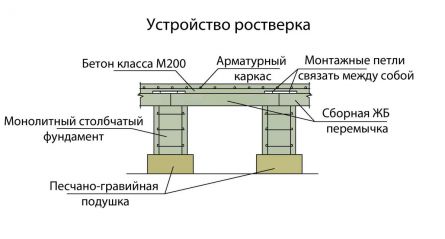 Устройство ростверка
Бетон класса М200
Арматурный
каркас
Монтажные петли
связать между собой
Монолитный столбчатый
фундамент
Сборная ЖБ
перемычка
Песчано-гравийная
подушка